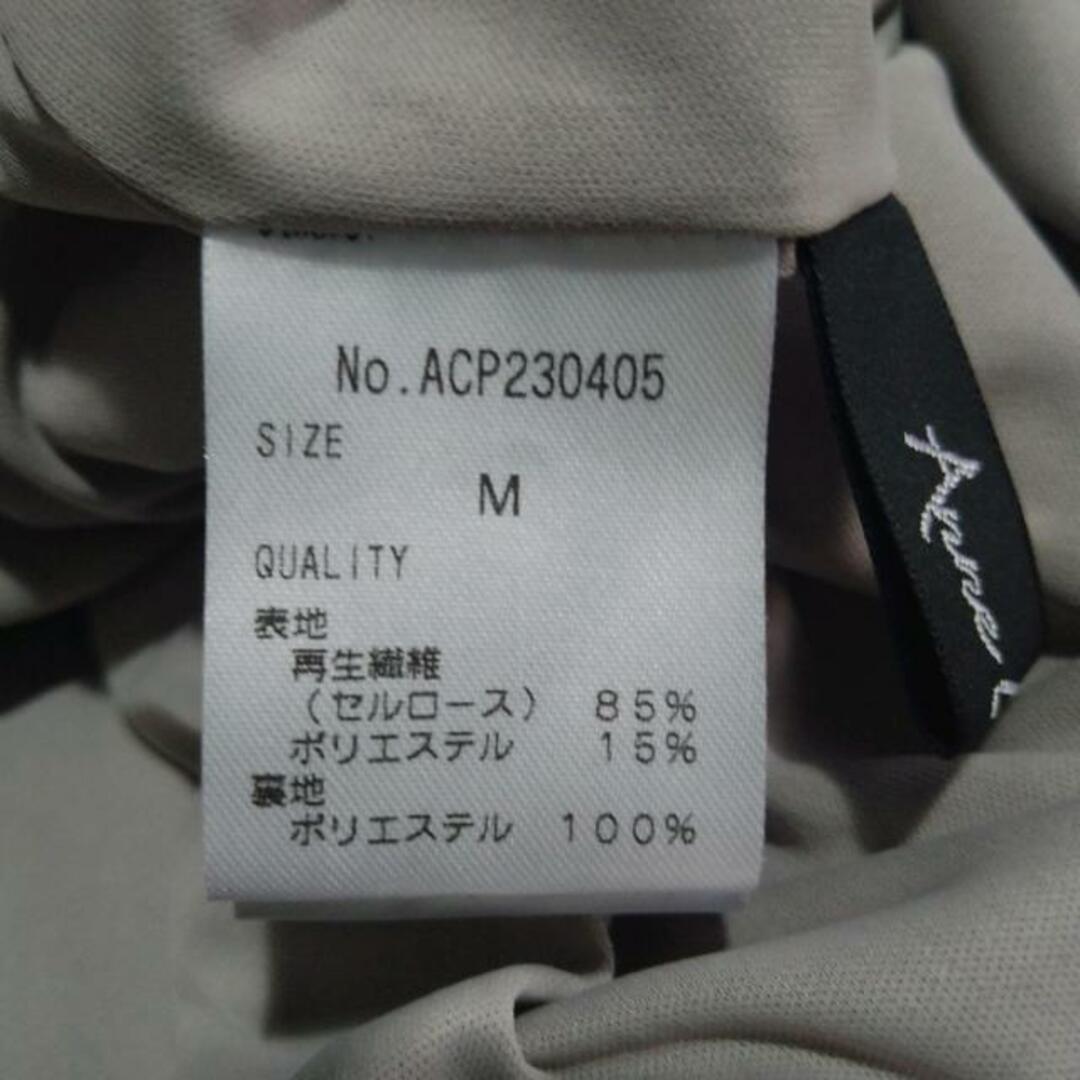 No.ACP230405
SIZE
M
QUALITY
表地
再生繊維
(セルロース) 85%
ポリエステル 15%
裏地
ポリエステル 100%